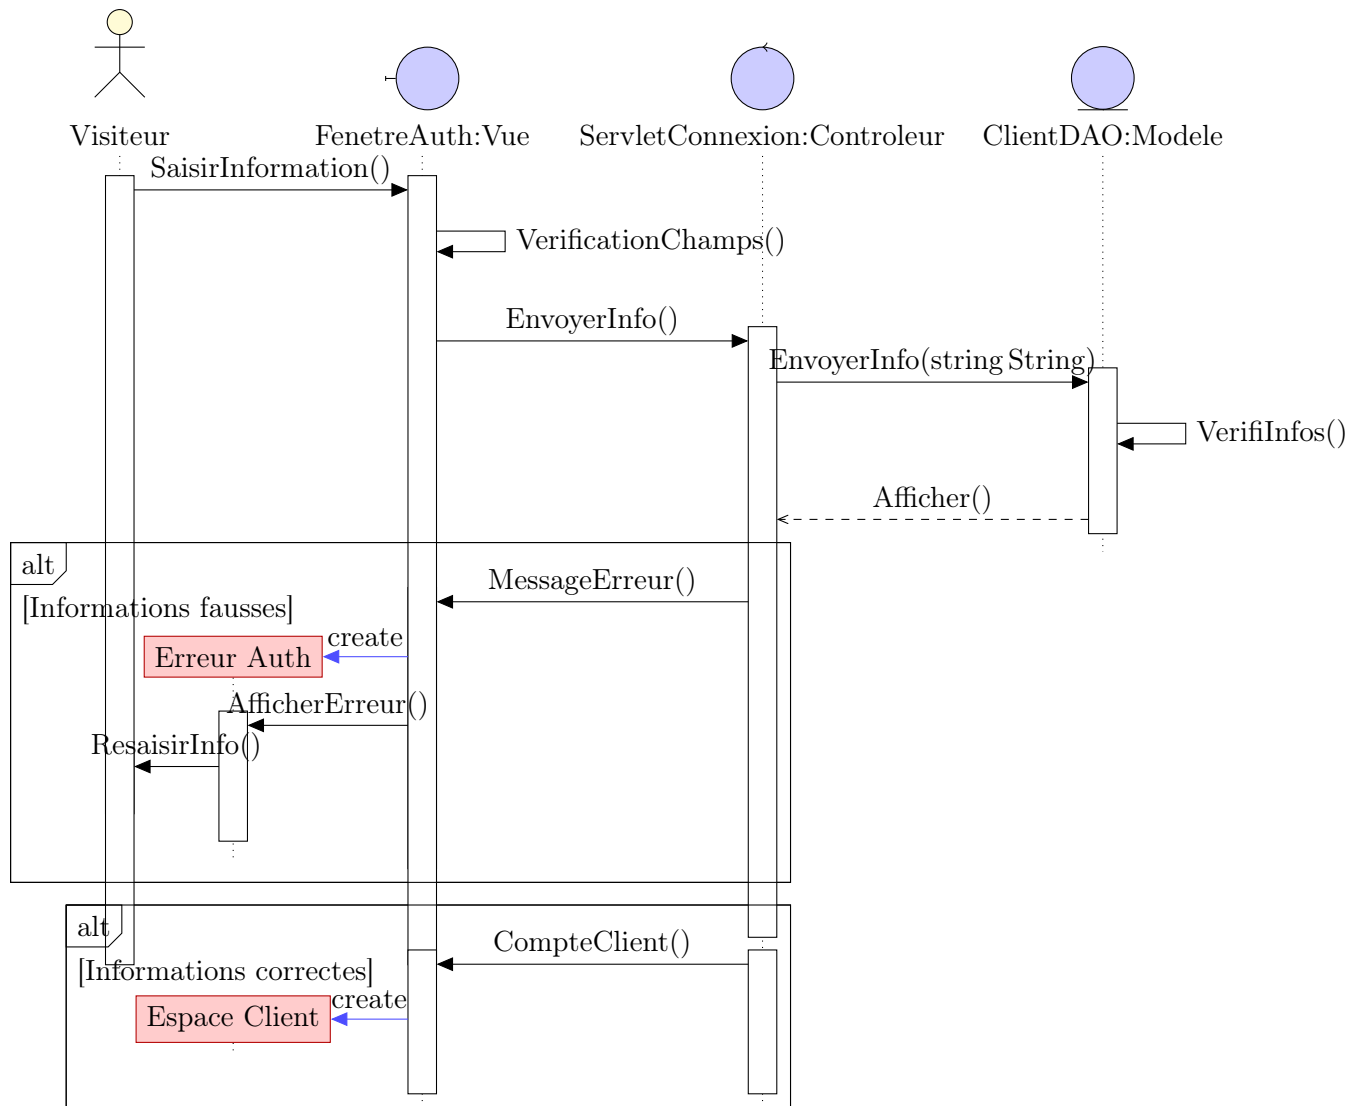 Visiteur
FenetreAuth:Vue
ServletConnexion:Controleur
ClientDAO:Modele
SaisirInformation()
VerificationChamps()
EnvoyerInfo()
EnvoyerInfo(string String)
VerifiInfos()
Afficher()
alt
MessageErreur()
[Informations fausses]
create
Erreur Auth
AfficherErreur()
ResaisirInfo()
alt
CompteClient()
[Informations correctes]
create
Espace Client